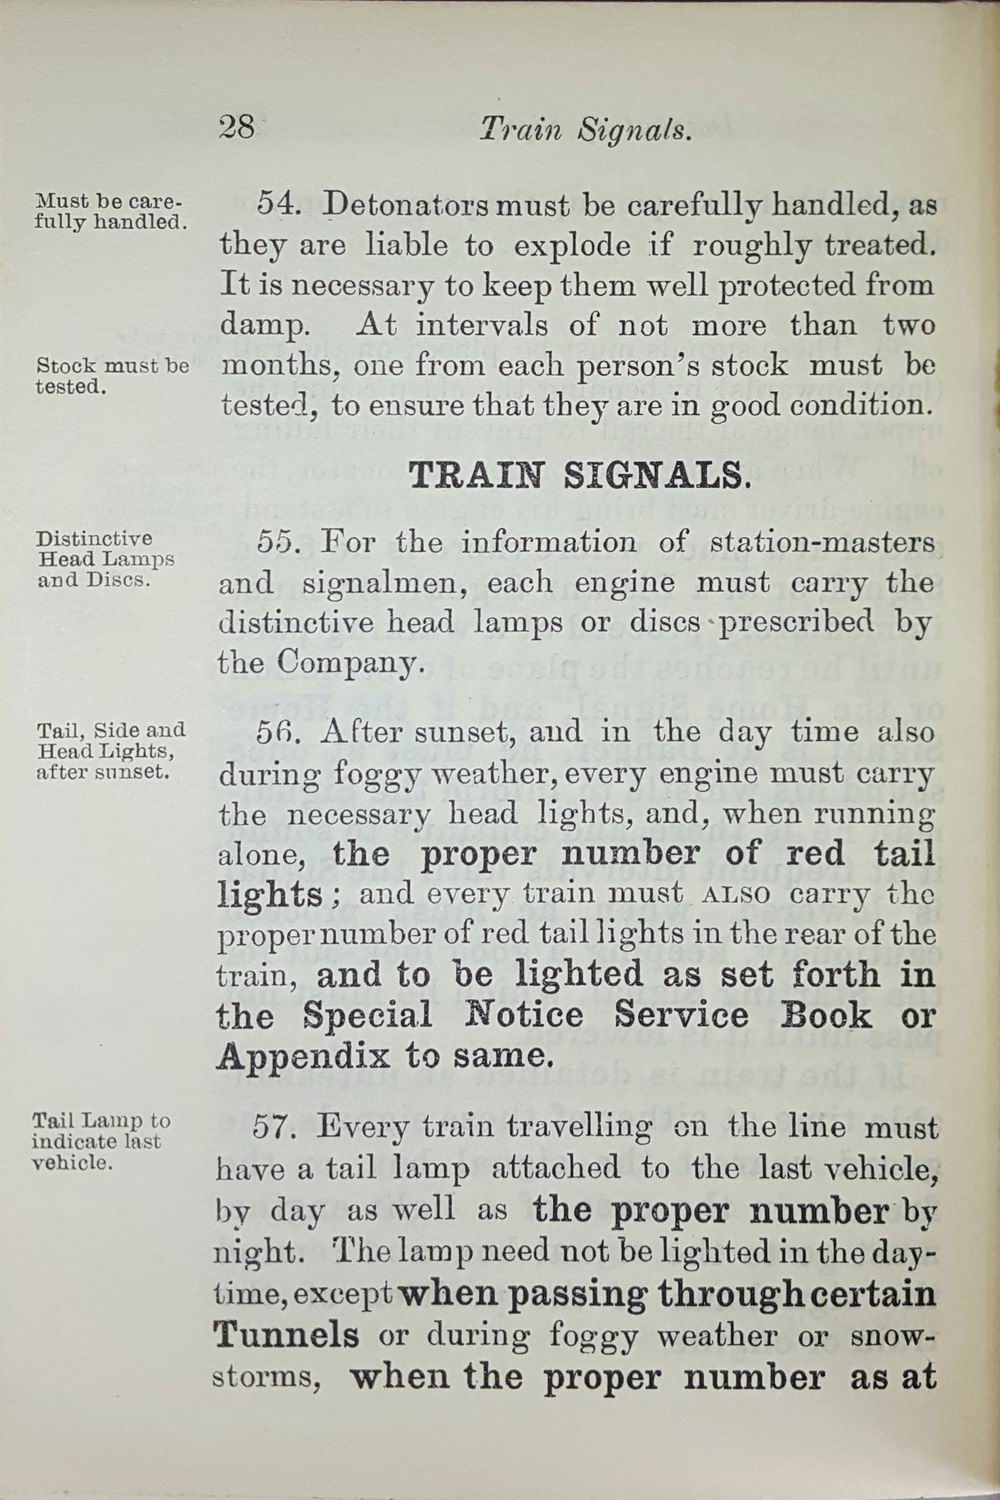 28 Train Signals.
Must be care-
fully handled.
54. Detonators must be carefully handled, as
they are liable to explode if roughly treated.
It is necessary to keep them well protected from
damp. At intervals of not more than two
Stock must be
tested.
months, one from each person's stock must be
tested, to ensure that they are in good condition.
TRAIN SIGNALS.
Distinctive
Head Lamps
and Discs.
55. For the information of station-masters
and signalmen, each engine must carry the
distinctive head lamps or discs prescribed by
the Company.
Tail, Side and
Head Lights,
after sunset.
56. After sunset, and in the day time also
during foggy weather, every engine must carry
the necessary head lights, and, when running
alone, the proper number of red tail
lights; and every train must ALSO carry the
proper number of red tail lights in the rear of the
train, and to be lighted as set forth in
the Special Notice Service Book or
Appendix to same.
Tail Lamp to
indicate last
vehicle.
57. Every train travelling on the line must
have a tail lamp attached to the last vehicle,
by day as well as the proper number by
night. The lamp need not be lighted in the day-
time, except when passing through certain
Tunnels or during foggy weather or snow-
storms, when the proper number as at